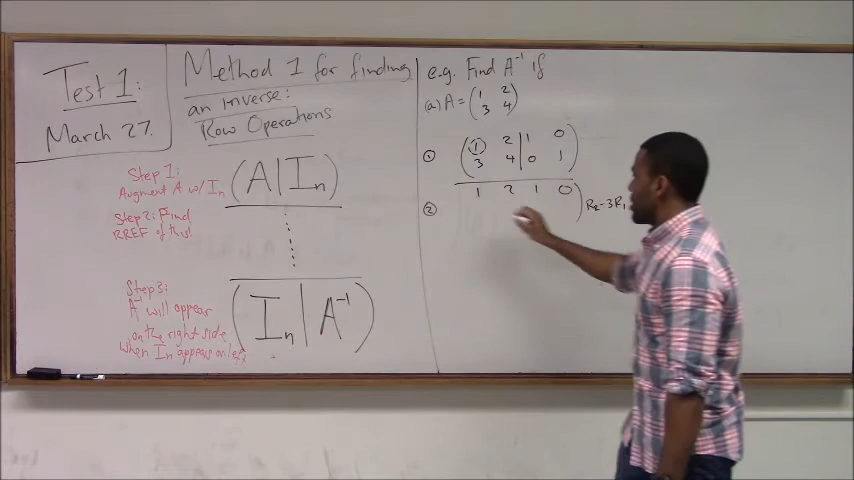 Test 1:
March 27.
Method 1 for finding
an inverse:
Row Operations
Step 1:
Augment A w/ Iₙ
(A | Iₙ)
Step 2: Find
RREF of this!
Step 3:
A⁻¹ will appear
on the right side
when Iₙ appears on left
(Iₙ | A⁻¹)
e.g. Find A⁻¹ if
(a) A = (1 2
3 4)
① (1 2 | 1 0
3 4 | 0 1)
② 1 2 1 0 ) R₂-3R₁